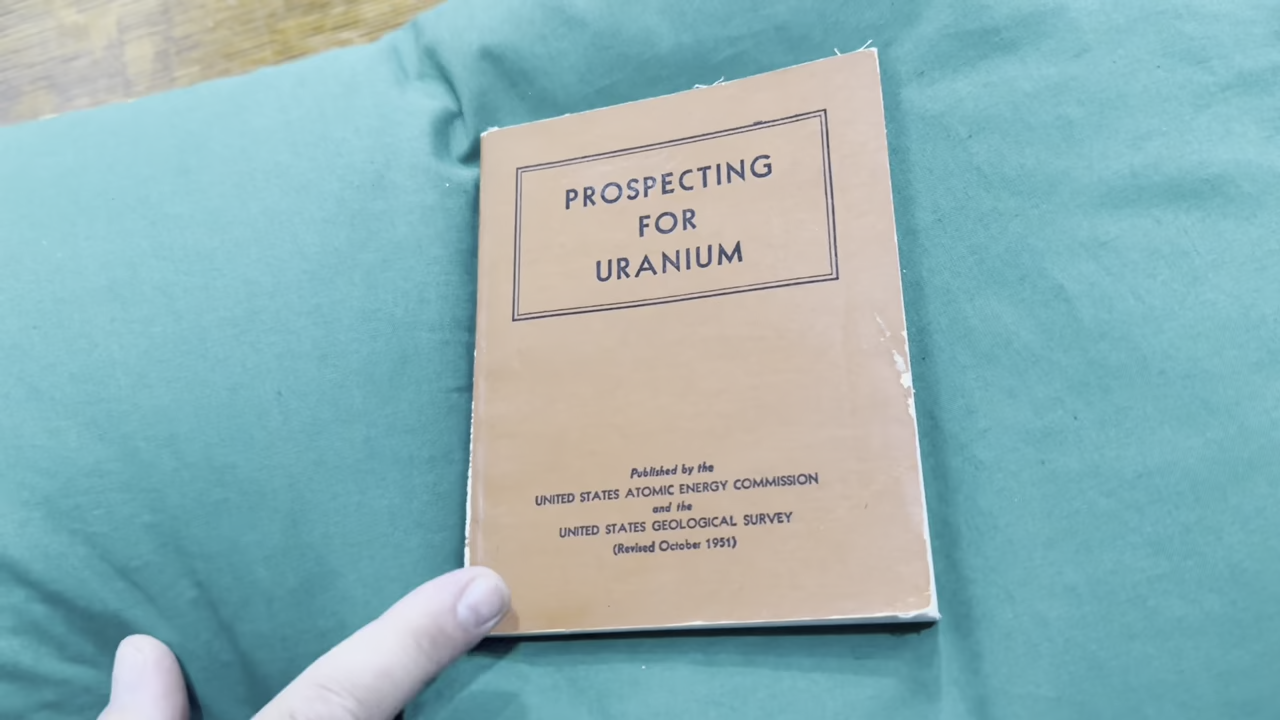 PROSPECTING
FOR
URANIUM
Published by the
UNITED STATES ATOMIC ENERGY COMMISSION
and the
UNITED STATES GEOLOGICAL SURVEY
(Revised October 1951)